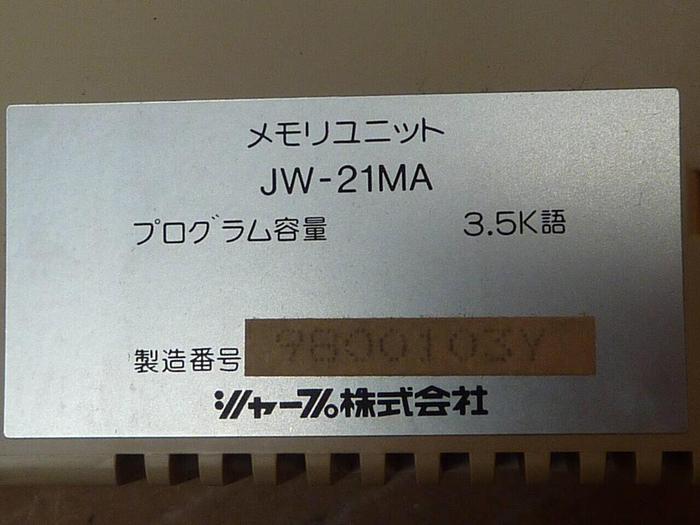 メモリユニット
JW-21MA
プログラム容量 3.5K語
製造番号 9800103Y
シャープ株式会社